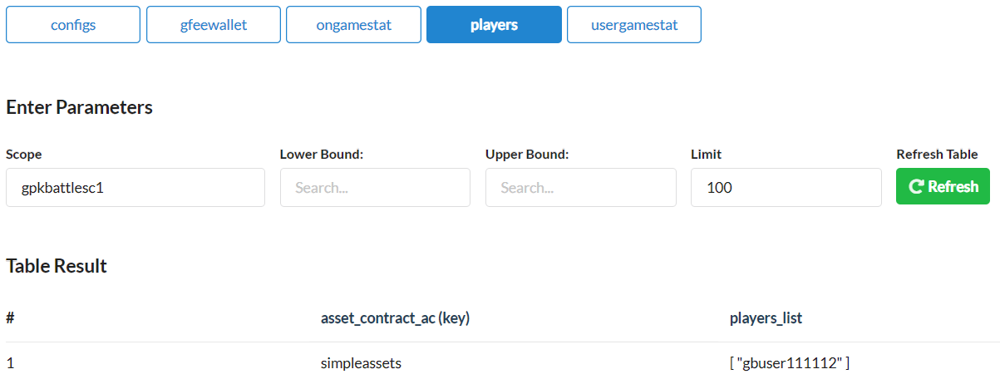 configs gfeewallet ongamestat players usergamestat
Enter Parameters
Scope Lower Bound: Upper Bound: Limit Refresh Table
gpkbattlesc1 Search... Search... 100 Refresh
Table Result
# asset_contract_ac (key) players_list
1 simpleassets [ "gbuser111112" ]